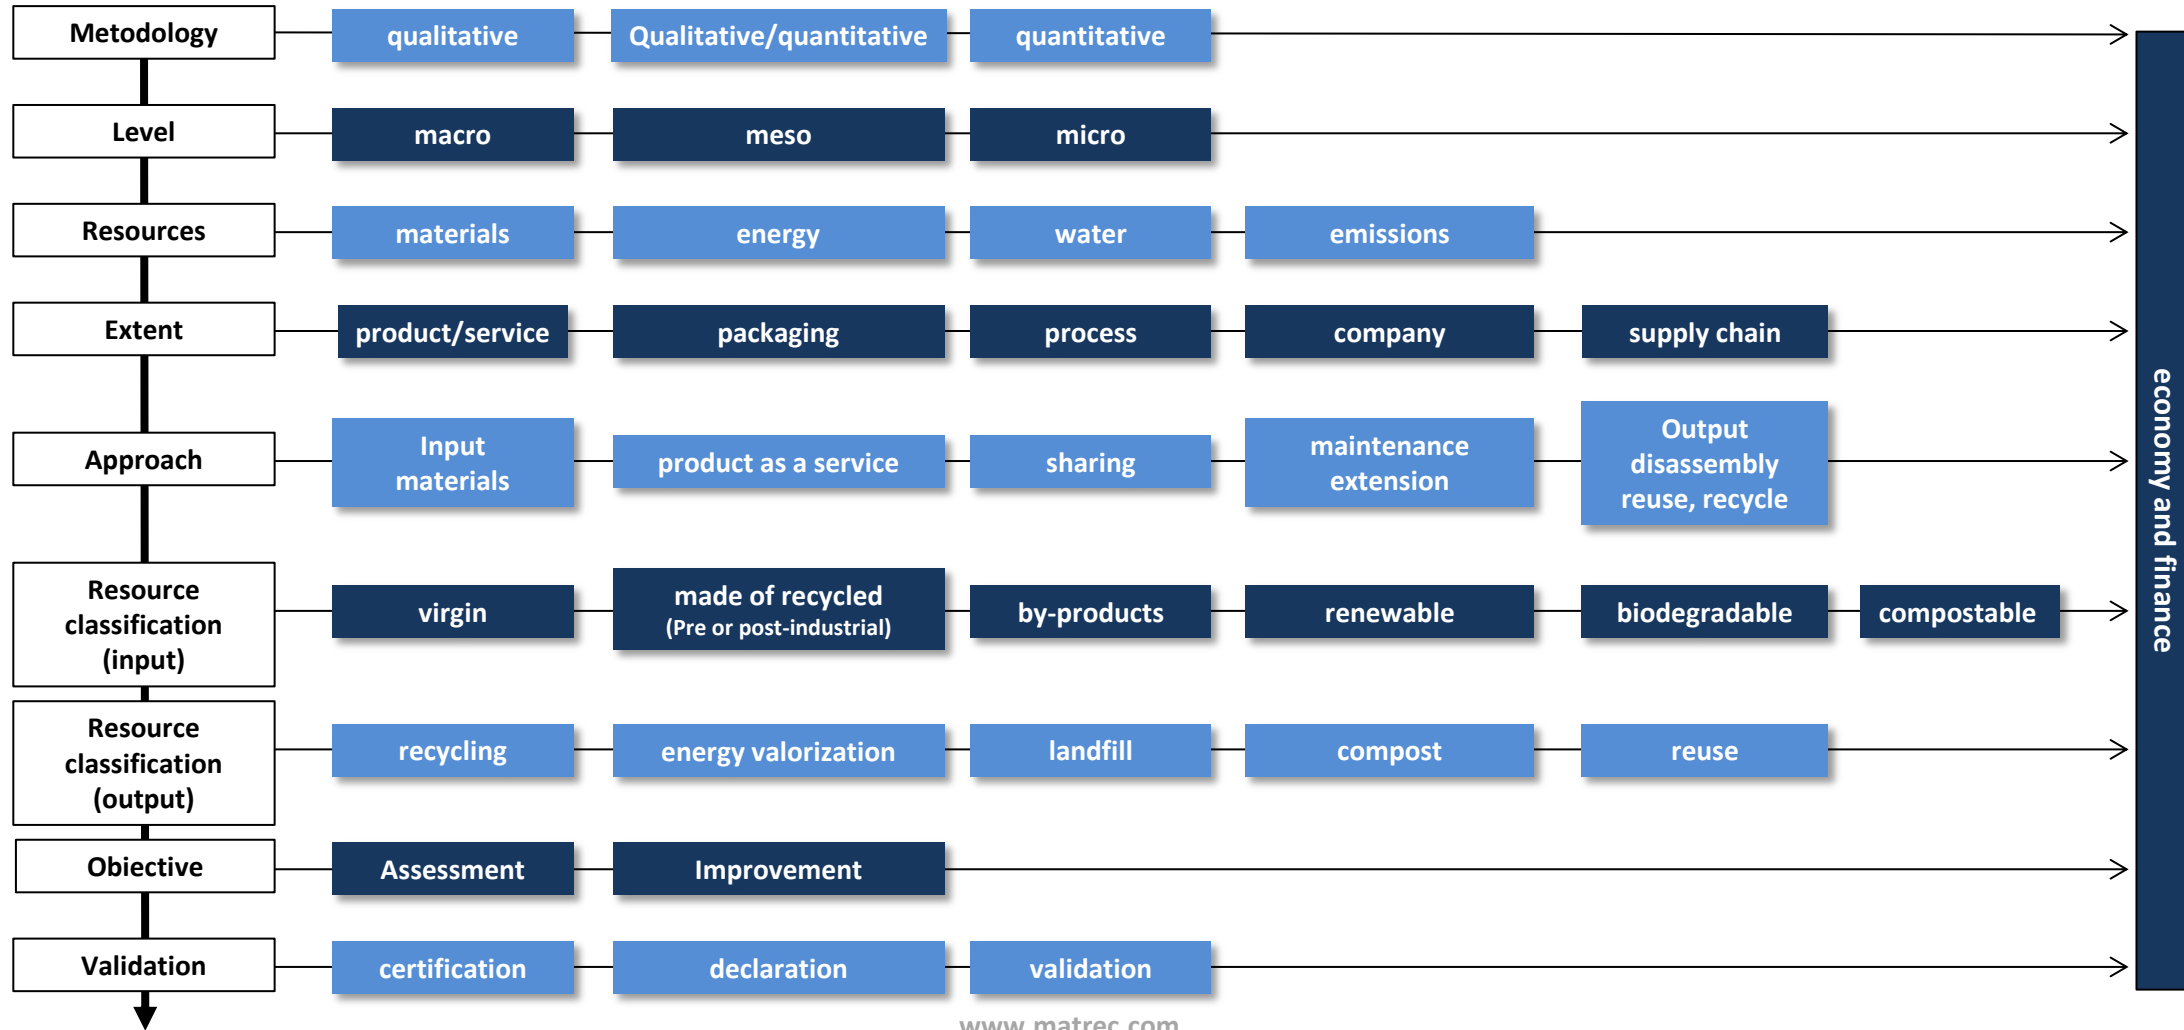 Metodology
qualitative
Qualitative/quantitative
quantitative
Level
macro
meso
micro
Resources
materials
energy
water
emissions
Extent
product/service
packaging
process
company
supply chain
Approach
Input
materials
product as a service
sharing
maintenance
extension
Output
disassembly
reuse, recycle
Resource
classification
(input)
virgin
made of recycled
(Pre or post-industrial)
by-products
renewable
biodegradable
compostable
Resource
classification
(output)
recycling
energy valorization
landfill
compost
reuse
Obiective
Assessment
Improvement
Validation
certification
declaration
validation
economy and finance
www.matrec.com